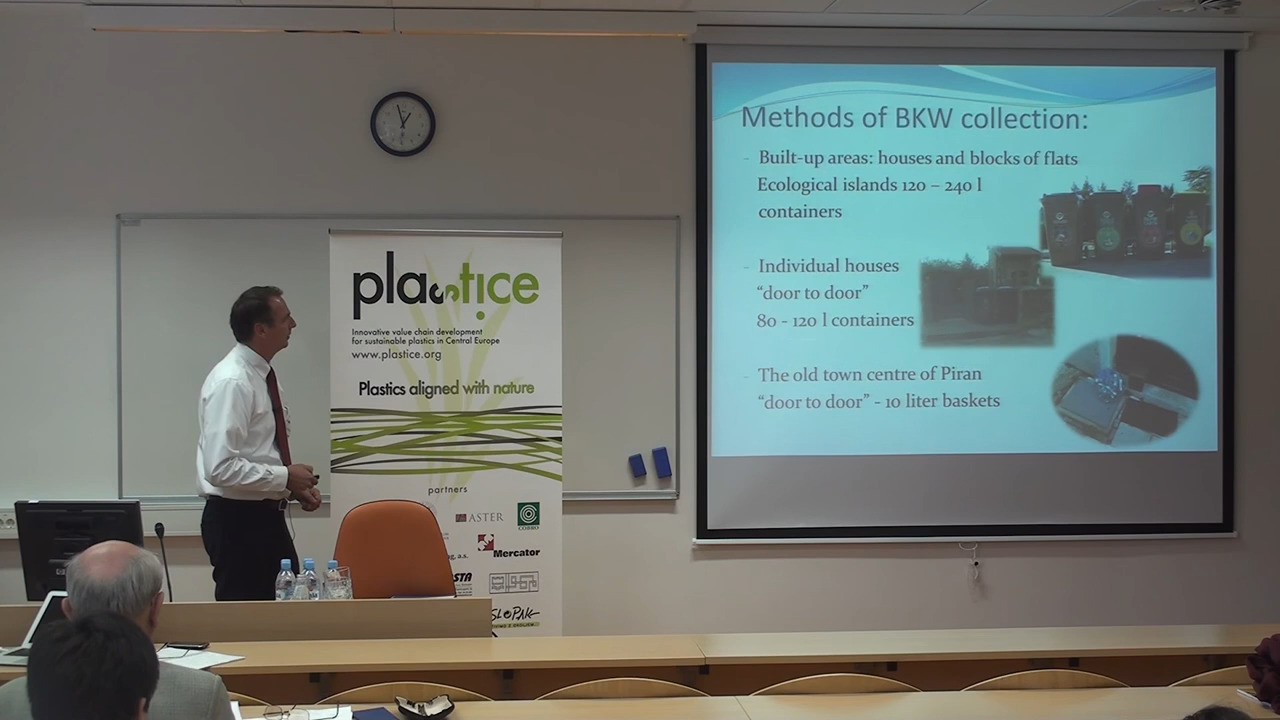 Methods of BKW collection:
- Built-up areas: houses and blocks of flats
Ecological islands 120 – 240 l
containers
- Individual houses
“door to door”
80 - 120 l containers
- The old town centre of Piran
“door to door” - 10 liter baskets
plastice
Innovative value chain development
for sustainable plastics in Central Europe
www.plastice.org
Plastics aligned with nature
partners
ASTER
COBRO
Mercator
SLOPAK